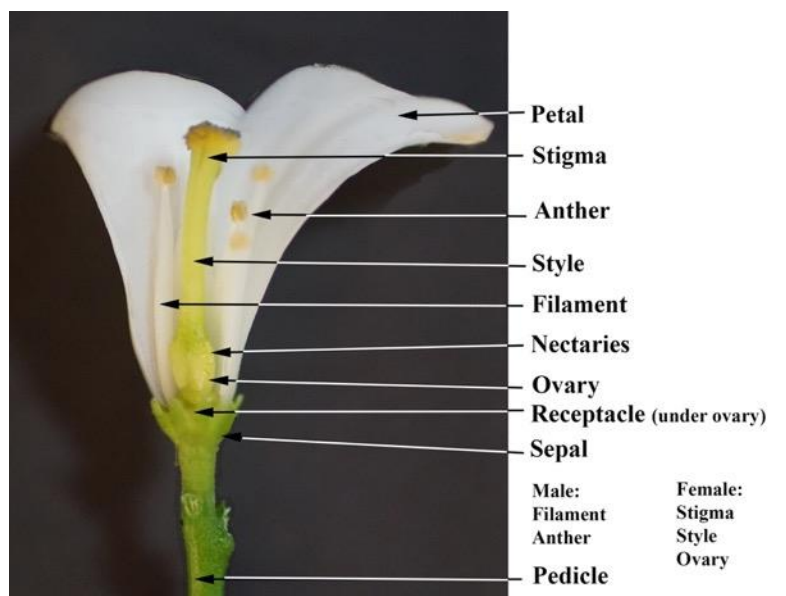 Petal
Stigma
Anther
Style
Filament
Nectaries
Ovary
Receptacle (under ovary)
Sepal
Male:
Filament
Anther
Female:
Stigma
Style
Ovary
Pedicle